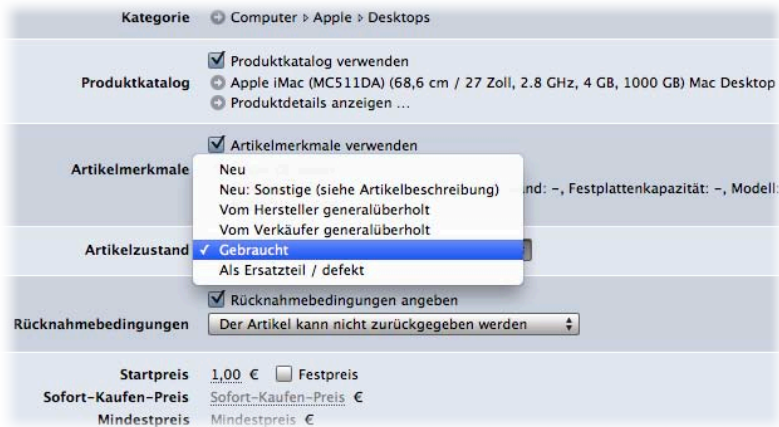 Kategorie Computer ▹ Apple ▹ Desktops
Produktkatalog verwenden
Produktkatalog Apple iMac (MC511DA) (68,6 cm / 27 Zoll, 2.8 GHz, 4 GB, 1000 GB) Mac Desktop
Produktdetails anzeigen ...
Artikelmerkmale verwenden
Artikelmerkmale
Neu
Neu: Sonstige (siehe Artikelbeschreibung)
and: –, Festplattenkapazität: –, Modell:
Vom Hersteller generalüberholt
Vom Verkäufer generalüberholt
Artikelzustand ✓ Gebraucht
Als Ersatzteil / defekt
Rücknahmebedingungen angeben
Rücknahmebedingungen Der Artikel kann nicht zurückgegeben werden
Startpreis 1,00 € Festpreis
Sofort-Kaufen-Preis Sofort-Kaufen-Preis €
Mindestpreis Mindestpreis €